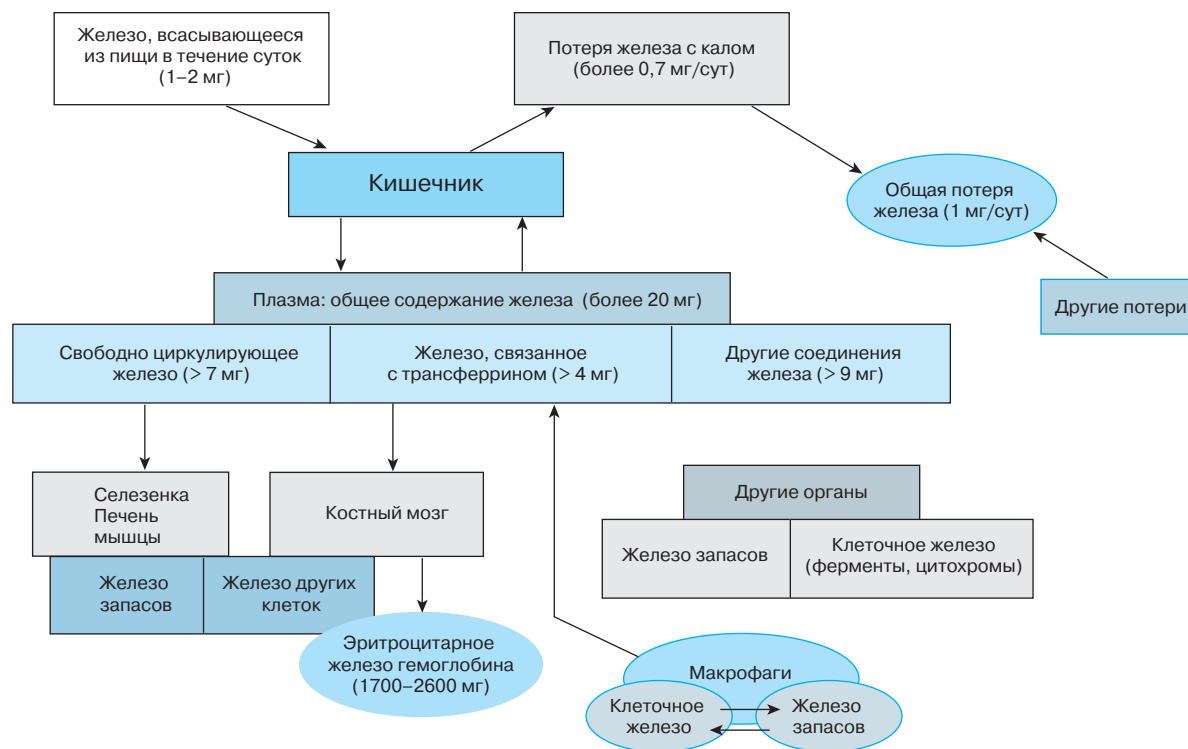 Железо, всасывающееся
из пищи в течение суток
(1–2 мг)
Потеря железа с калом
(более 0,7 мг/сут)
Кишечник
Общая потеря
железа (1 мг/сут)
Плазма: общее содержание железа (более 20 мг)
Другие потери
Свободно циркулирующее
железо (> 7 мг)
Железо, связанное
с трансферрином (> 4 мг)
Другие соединения
железа (> 9 мг)
Селезенка
Печень
мышцы
Костный мозг
Другие органы
Железо запасов
Клеточное железо
(ферменты, цитохромы)
Железо
запасов
Железо других
клеток
Эритроцитарное
железо гемоглобина
(1700–2600 мг)
Макрофаги
Клеточное
железо
Железо
запасов